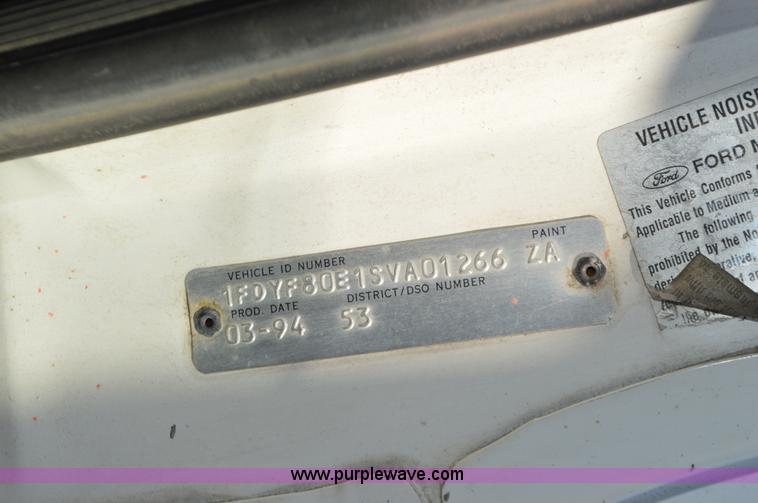 VEHICLE ID NUMBER PAINT
1FDYF80E1SVA01266 ZA
PROD. DATE DISTRICT/DSO NUMBER
03-94 53
VEHICLE NOISE
Ford FORD
This Vehicle Conforms
Applicable to Medium
The following
prohibited by the
www.purplewave.com